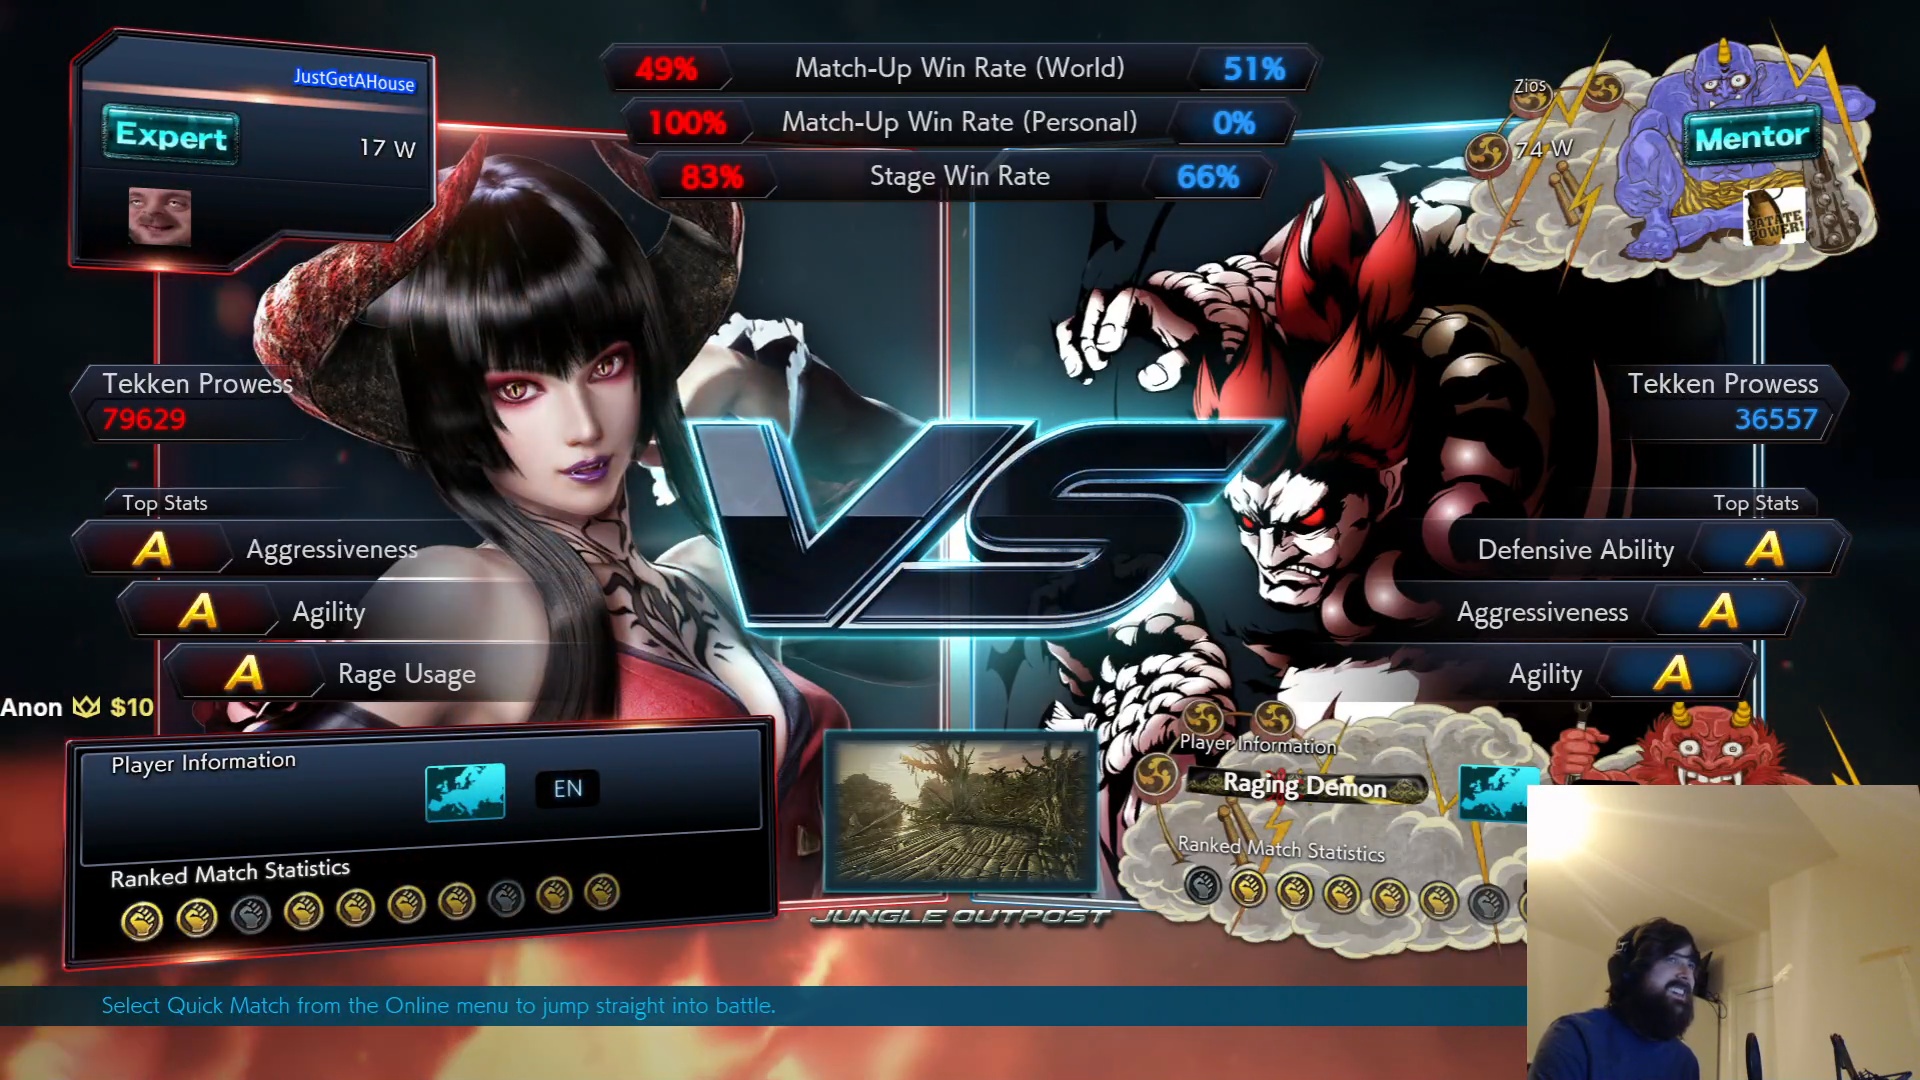 JustGetAHouse
Expert
17 W
49% Match-Up Win Rate (World) 51%
100% Match-Up Win Rate (Personal) 0%
83% Stage Win Rate 66%
Zios
74 W
Mentor
PATATE
POWER!
Tekken Prowess
79629
Tekken Prowess
36557
VS
Top Stats
A Aggressiveness
A Agility
A Rage Usage
Top Stats
Defensive Ability A
Aggressiveness A
Agility A
Anon $10
Player Information
EN
Ranked Match Statistics
JUNGLE OUTPOST
Player Information
Raging Demon
Ranked Match Statistics
Select Quick Match from the Online menu to jump straight into battle.